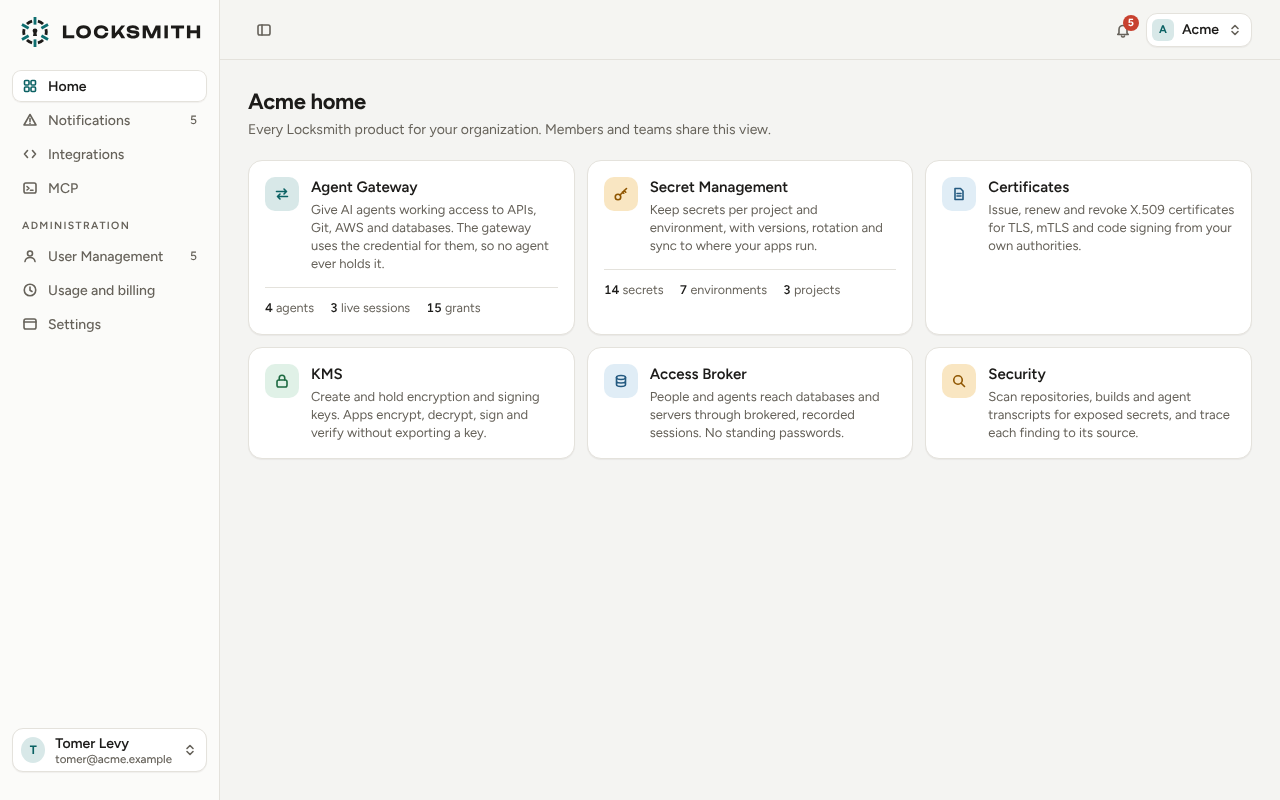 LOCKSMITH
Home
Notifications 5
Integrations
MCP
ADMINISTRATION
User Management 5
Usage and billing
Settings
T
Tomer Levy
tomer@acme.example
5
A Acme
Acme home
Every Locksmith product for your organization. Members and teams share this view.
Agent Gateway
Give AI agents working access to APIs,
Git, AWS and databases. The gateway
uses the credential for them, so no agent
ever holds it.
4 agents 3 live sessions 15 grants
Secret Management
Keep secrets per project and
environment, with versions, rotation and
sync to where your apps run.
14 secrets 7 environments 3 projects
Certificates
Issue, renew and revoke X.509 certificates
for TLS, mTLS and code signing from your
own authorities.
KMS
Create and hold encryption and signing
keys. Apps encrypt, decrypt, sign and
verify without exporting a key.
Access Broker
People and agents reach databases and
servers through brokered, recorded
sessions. No standing passwords.
Security
Scan repositories, builds and agent
transcripts for exposed secrets, and trace
each finding to its source.